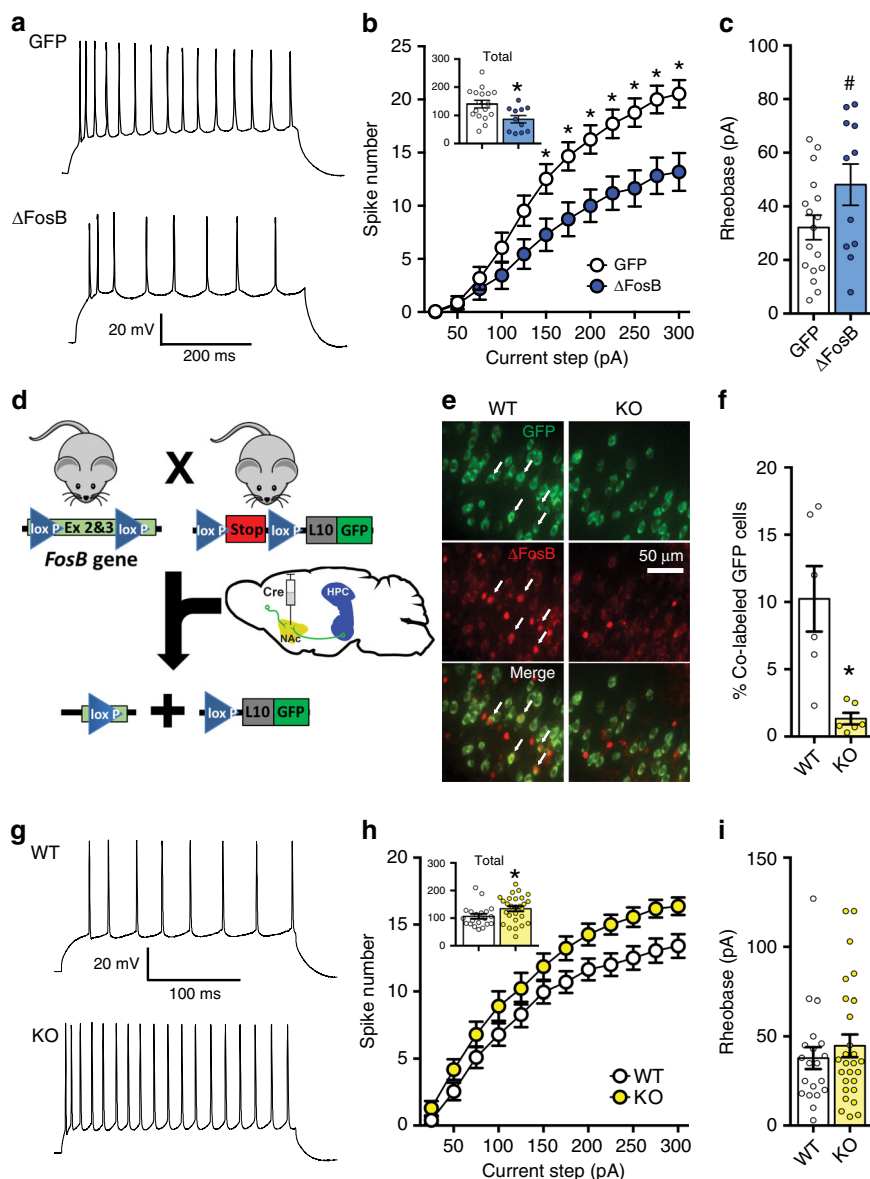 a
GFP
ΔFosB
20 mV
200 ms
b
Spike number
25
20
15
10
5
0
Total
300
200
100
0
*
* * * * * * *
GFP
ΔFosB
50 100 150 200 250 300
Current step (pA)
c
Rheobase (pA)
100
80
60
40
20
0
#
GFP
ΔFosB
d
X
lox P Ex 2&3 lox P
FosB gene
lox P Stop lox P L10 GFP
Cre
HPC
NAc
lox P + lox P L10 GFP
e
WT KO
GFP
ΔFosB
50 μm
Merge
f
% Co-labeled GFP cells
20
15
10
5
0
*
WT
KO
g
WT
20 mV
100 ms
KO
h
Spike number
20
15
10
5
0
Total
300
200
100
0
*
WT
KO
50 100 150 200 250 300
Current step (pA)
i
Rheobase (pA)
150
100
50
0
WT
KO